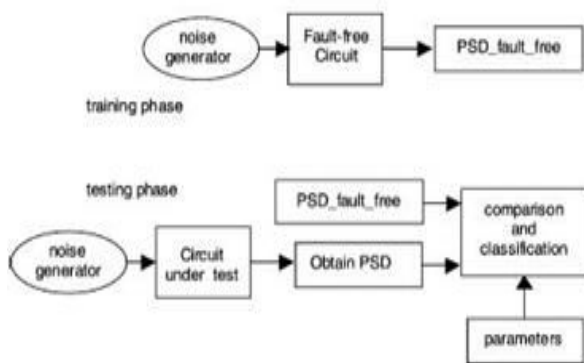 noise
generator
Fault-free
Circuit
PSD_fault_free
training phase
testing phase
PSD_fault_free
comparison
and
classification
noise
generator
Circuit
under test
Obtain PSD
parameters